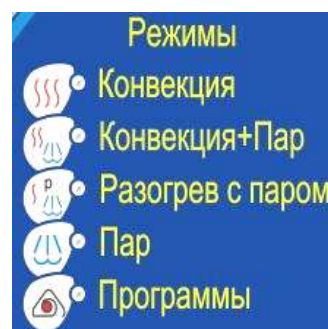 Режимы
Конвекция
Конвекция+Пар
P Разогрев с паром
Пар
Программы